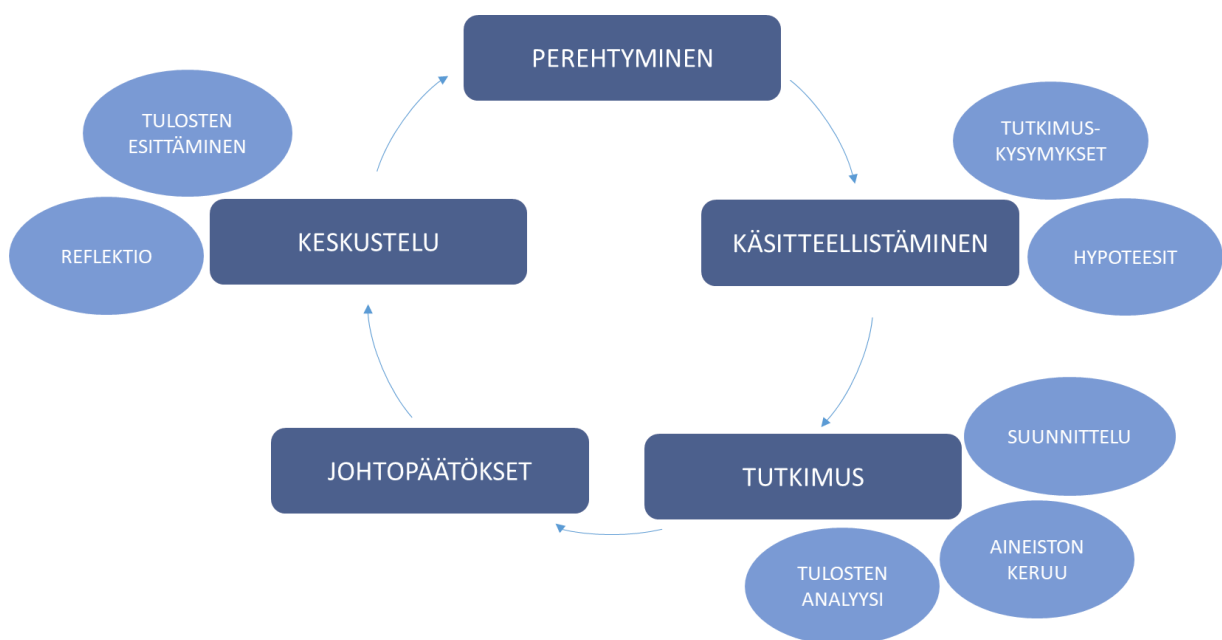 PEREHTYMINEN
TULOSTEN
ESITTÄMINEN
TUTKIMUS-
KYSYMYKSET
REFLEKTIO
KESKUSTELU
KÄSITTEELLISTÄMINEN
HYPOTEESIT
JOHTOPÄÄTÖKSET
TUTKIMUS
SUUNNITTELU
AINEISTON
KERUU
TULOSTEN
ANALYYSI